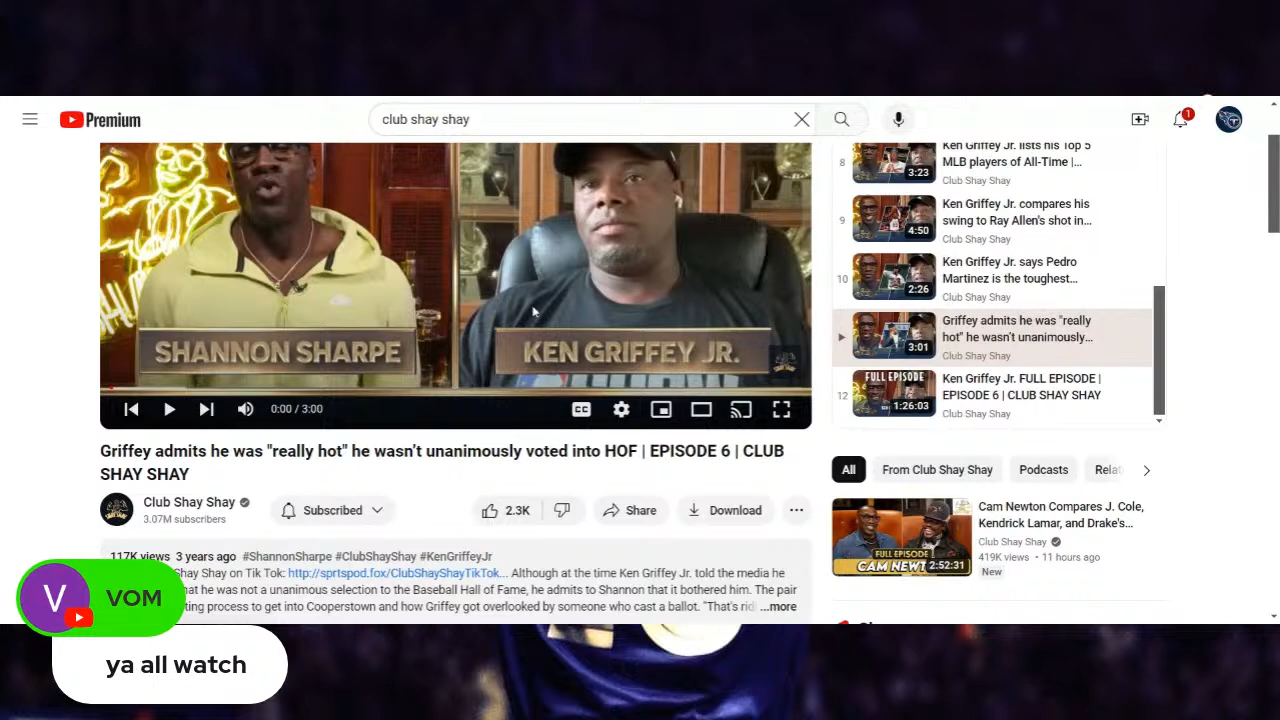 Premium
club shay shay
1
SHANNON SHARPE
KEN GRIFFEY JR.
0:00 / 3:00
CC
Griffey admits he was "really hot" he wasn't unanimously voted into HOF | EPISODE 6 | CLUB
SHAY SHAY
Club Shay Shay
3.07M subscribers
Subscribed
2.3K
Share
Download
117K views 3 years ago #ShannonSharpe #ClubShayShay #KenGriffeyJr
Shay Shay on Tik Tok: http://sprtspod.fox/ClubShayShayTikTok... Although at the time Ken Griffey Jr. told the media he
hat he was not a unanimous selection to the Baseball Hall of Fame, he admits to Shannon that it bothered him. The pair
ting process to get into Cooperstown and how Griffey got overlooked by someone who cast a ballot. "That's rid ...more
8
3:23
Ken Griffey Jr. lists his Top 5
MLB players of All-Time |...
Club Shay Shay
9
4:50
Ken Griffey Jr. compares his
swing to Ray Allen's shot in...
Club Shay Shay
10
2:26
Ken Griffey Jr. says Pedro
Martinez is the toughest...
Club Shay Shay
3:01
Griffey admits he was "really
hot" he wasn't unanimously...
Club Shay Shay
12
FULL EPISODE
1:26:03
Ken Griffey Jr. FULL EPISODE |
EPISODE 6 | CLUB SHAY SHAY
Club Shay Shay
All
From Club Shay Shay
Podcasts
Relat
FULL EPISODE
CAM NEWT
2:52:31
Cam Newton Compares J. Cole,
Kendrick Lamar, and Drake's...
Club Shay Shay
419K views • 11 hours ago
New
V
VOM
ya all watch